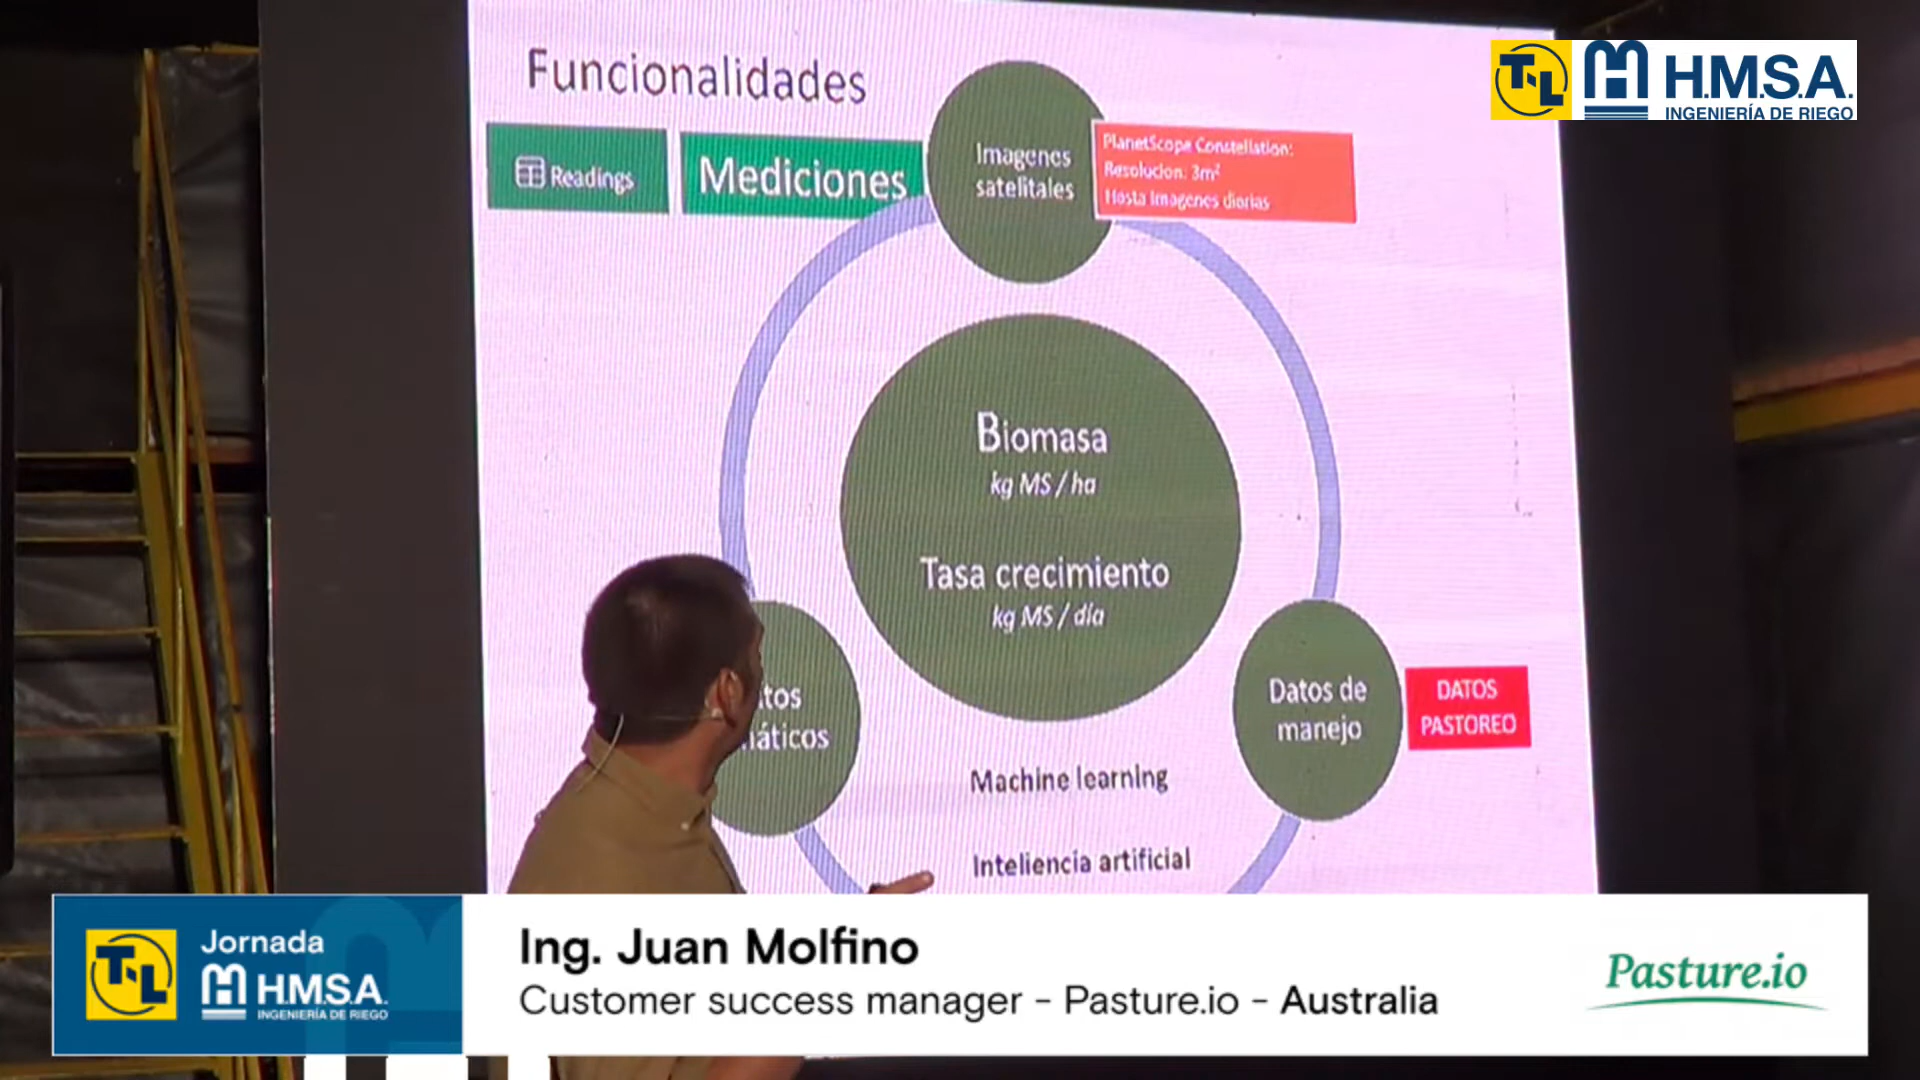 Funcionalidades
T-L
H.M.S.A.
INGENIERÍA DE RIEGO
Readings
Mediciones
Imagenes
satelitales
PlanetScope Constellation:
Resolucion: 3m²
Hasta imagenes diarias
Biomasa
kg MS / ha
Tasa crecimiento
kg MS / día
tos
áticos
Datos de
manejo
DATOS
PASTOREO
Machine learning
Inteliencia artificial
T-L
Jornada
H.M.S.A.
INGENIERÍA DE RIEGO
Ing. Juan Molfino
Customer success manager - Pasture.io - Australia
Pasture.io